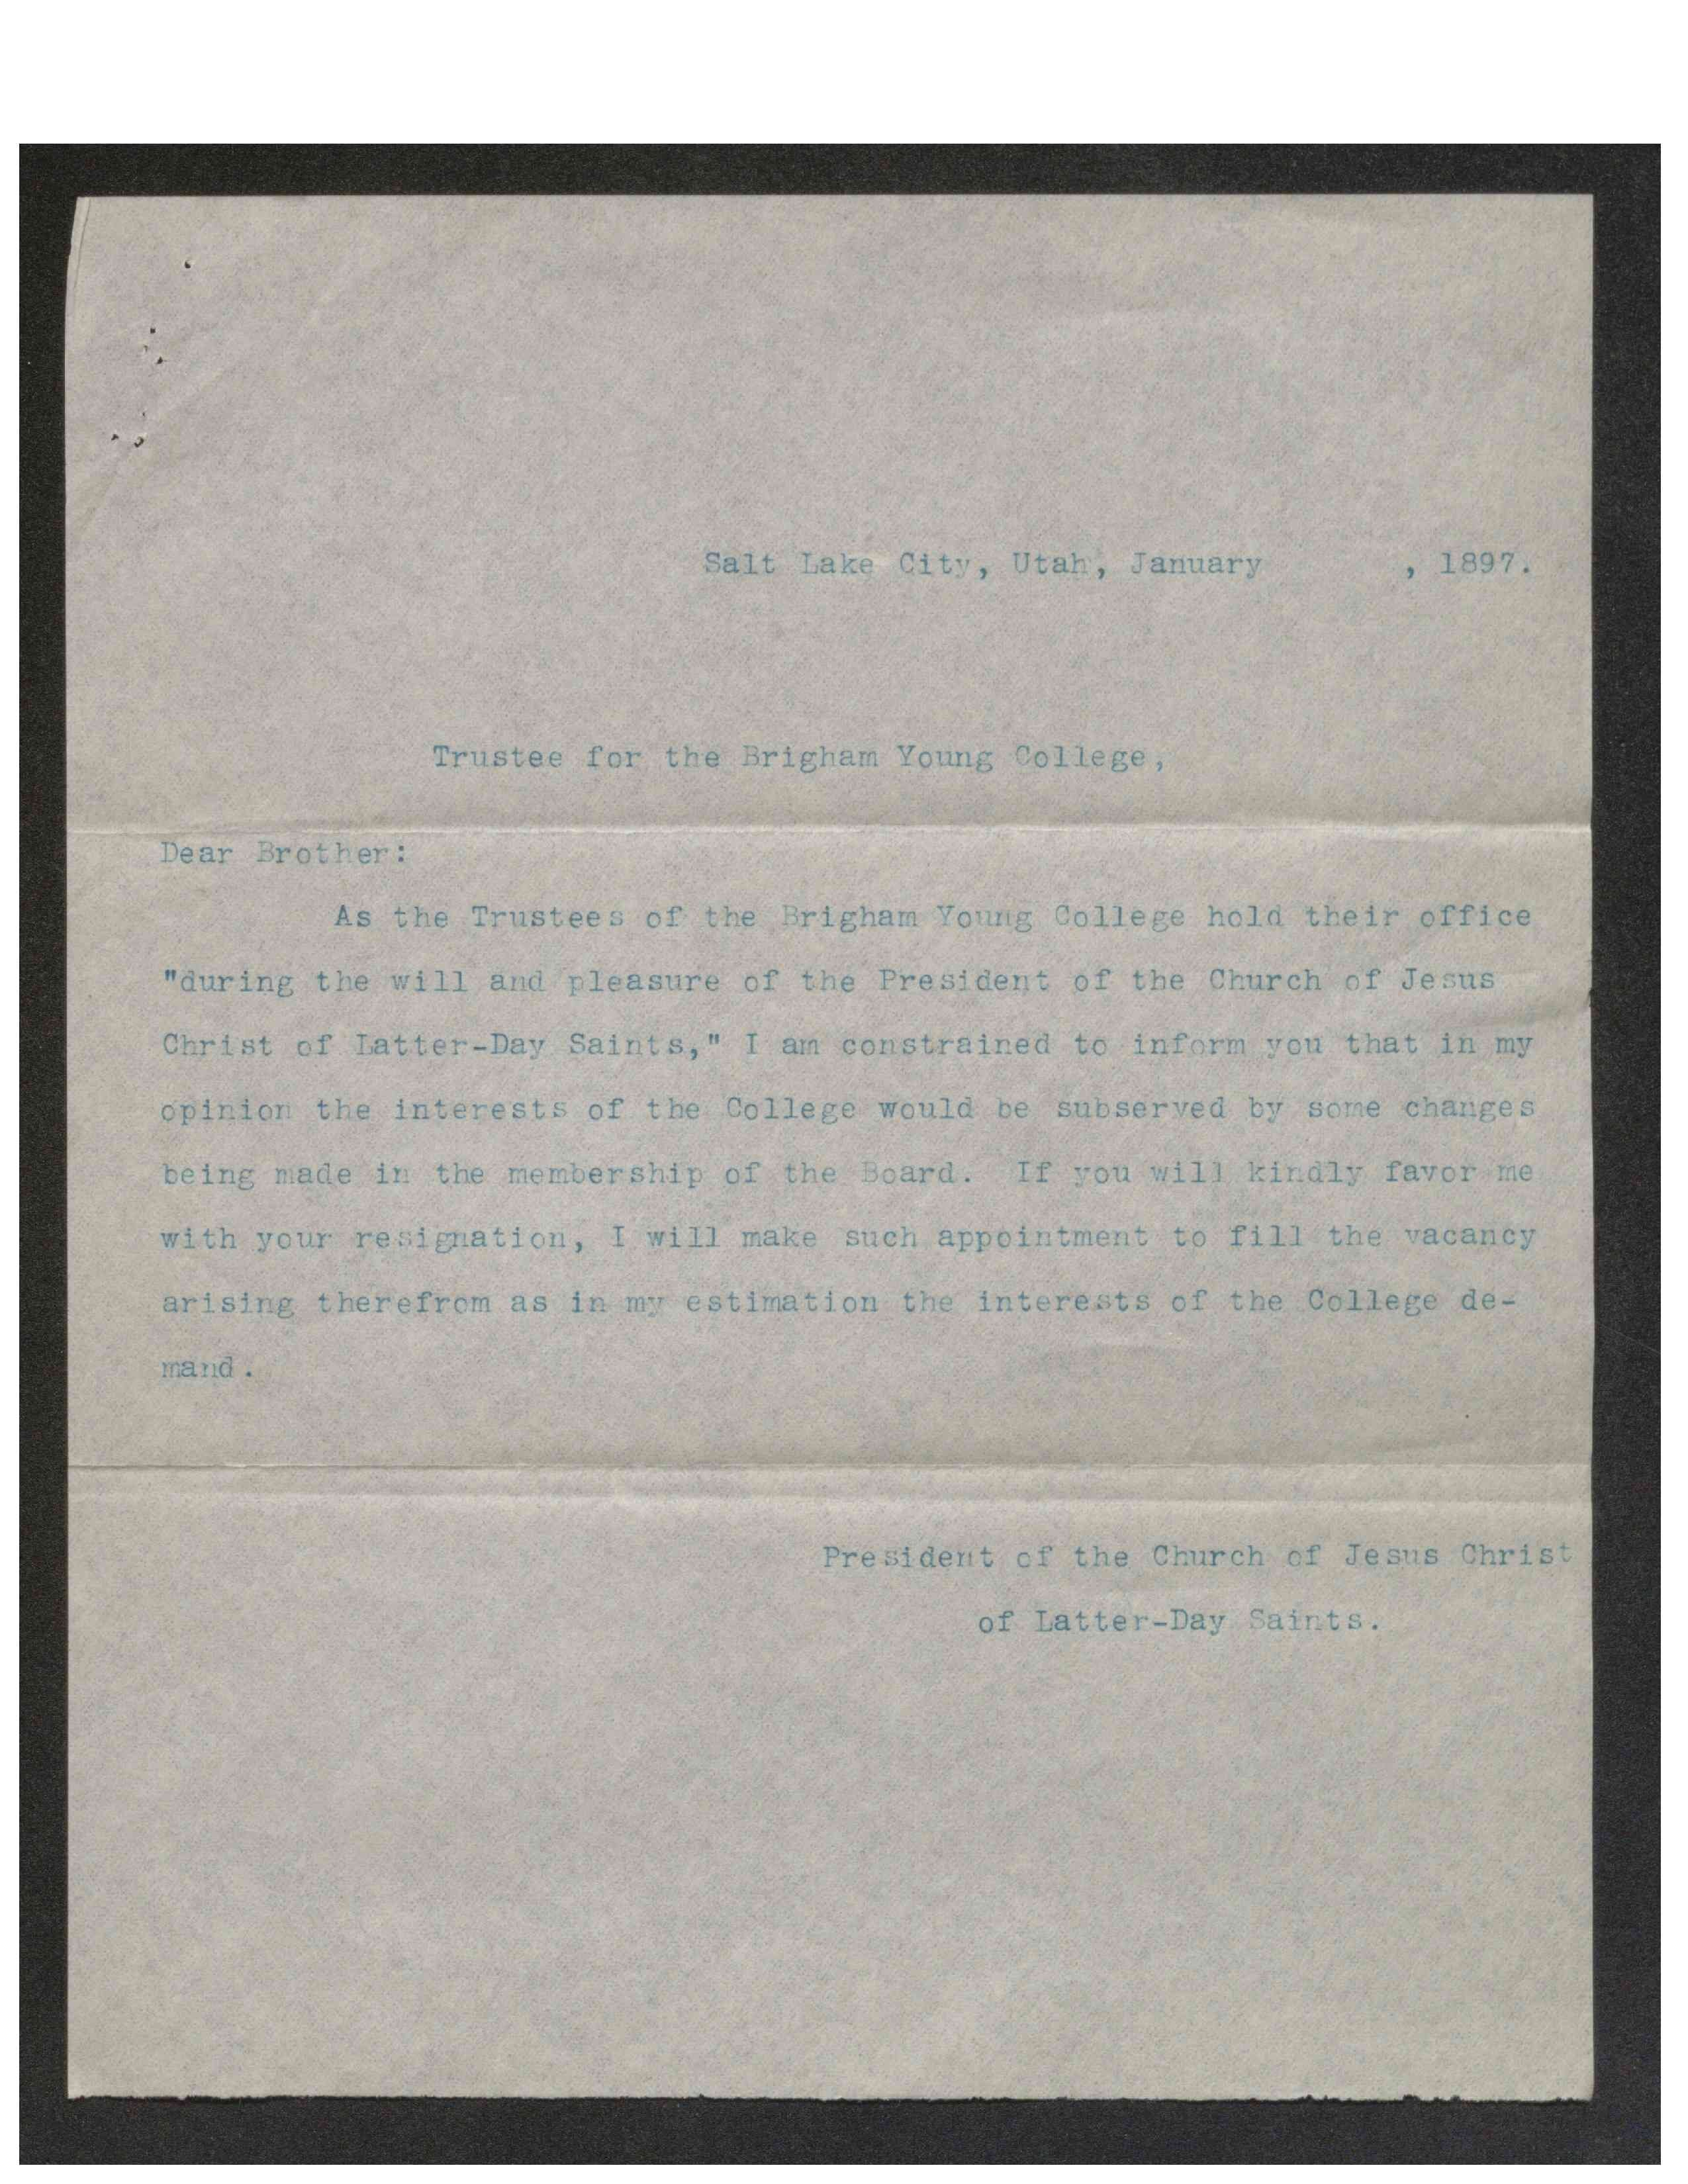 Salt Lake City, Utah, January , 1897.
Trustee for the Brigham Young College,
Dear Brother:
As the Trustees of the Brigham Young College hold their office
"during the will and pleasure of the President of the Church of Jesus
Christ of Latter-Day Saints," I am constrained to inform you that in my
opinion the interests of the College would be subserved by some changes
being made in the membership of the Board. If you will kindly favor me
with your resignation, I will make such appointment to fill the vacancy
arising therefrom as in my estimation the interests of the College de-
mand.
President of the Church of Jesus Christ
of Latter-Day Saints.